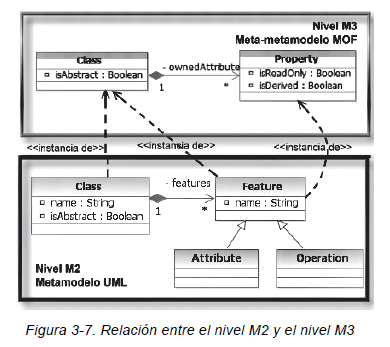 Nivel M3
Meta-metamodelo MOF
Class
isAbstract : Boolean
- ownedAttribute
1
*
Property
isReadOnly : Boolean
isDerived : Boolean
<<instancia de>>
<<instancia de>>
<<instancia de>>
Class
name : String
isAbstract : Boolean
- features
1
*
Feature
name : String
Attribute
Operation
Nivel M2
Metamodelo UML
Figura 3-7. Relación entre el nivel M2 y el nivel M3